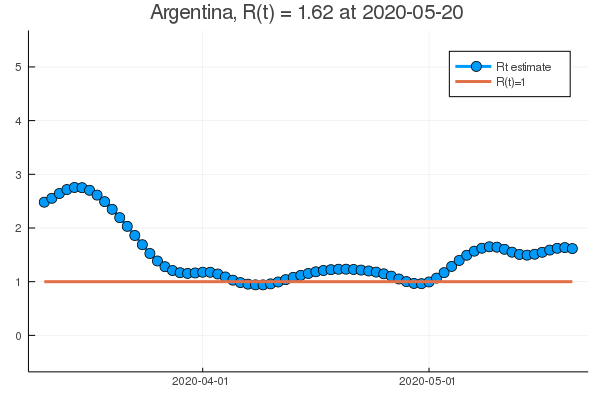 Argentina, R(t) = 1.62 at 2020-05-20
5
4
3
2
1
0
Rt estimate
R(t)=1
2020-04-01
2020-05-01